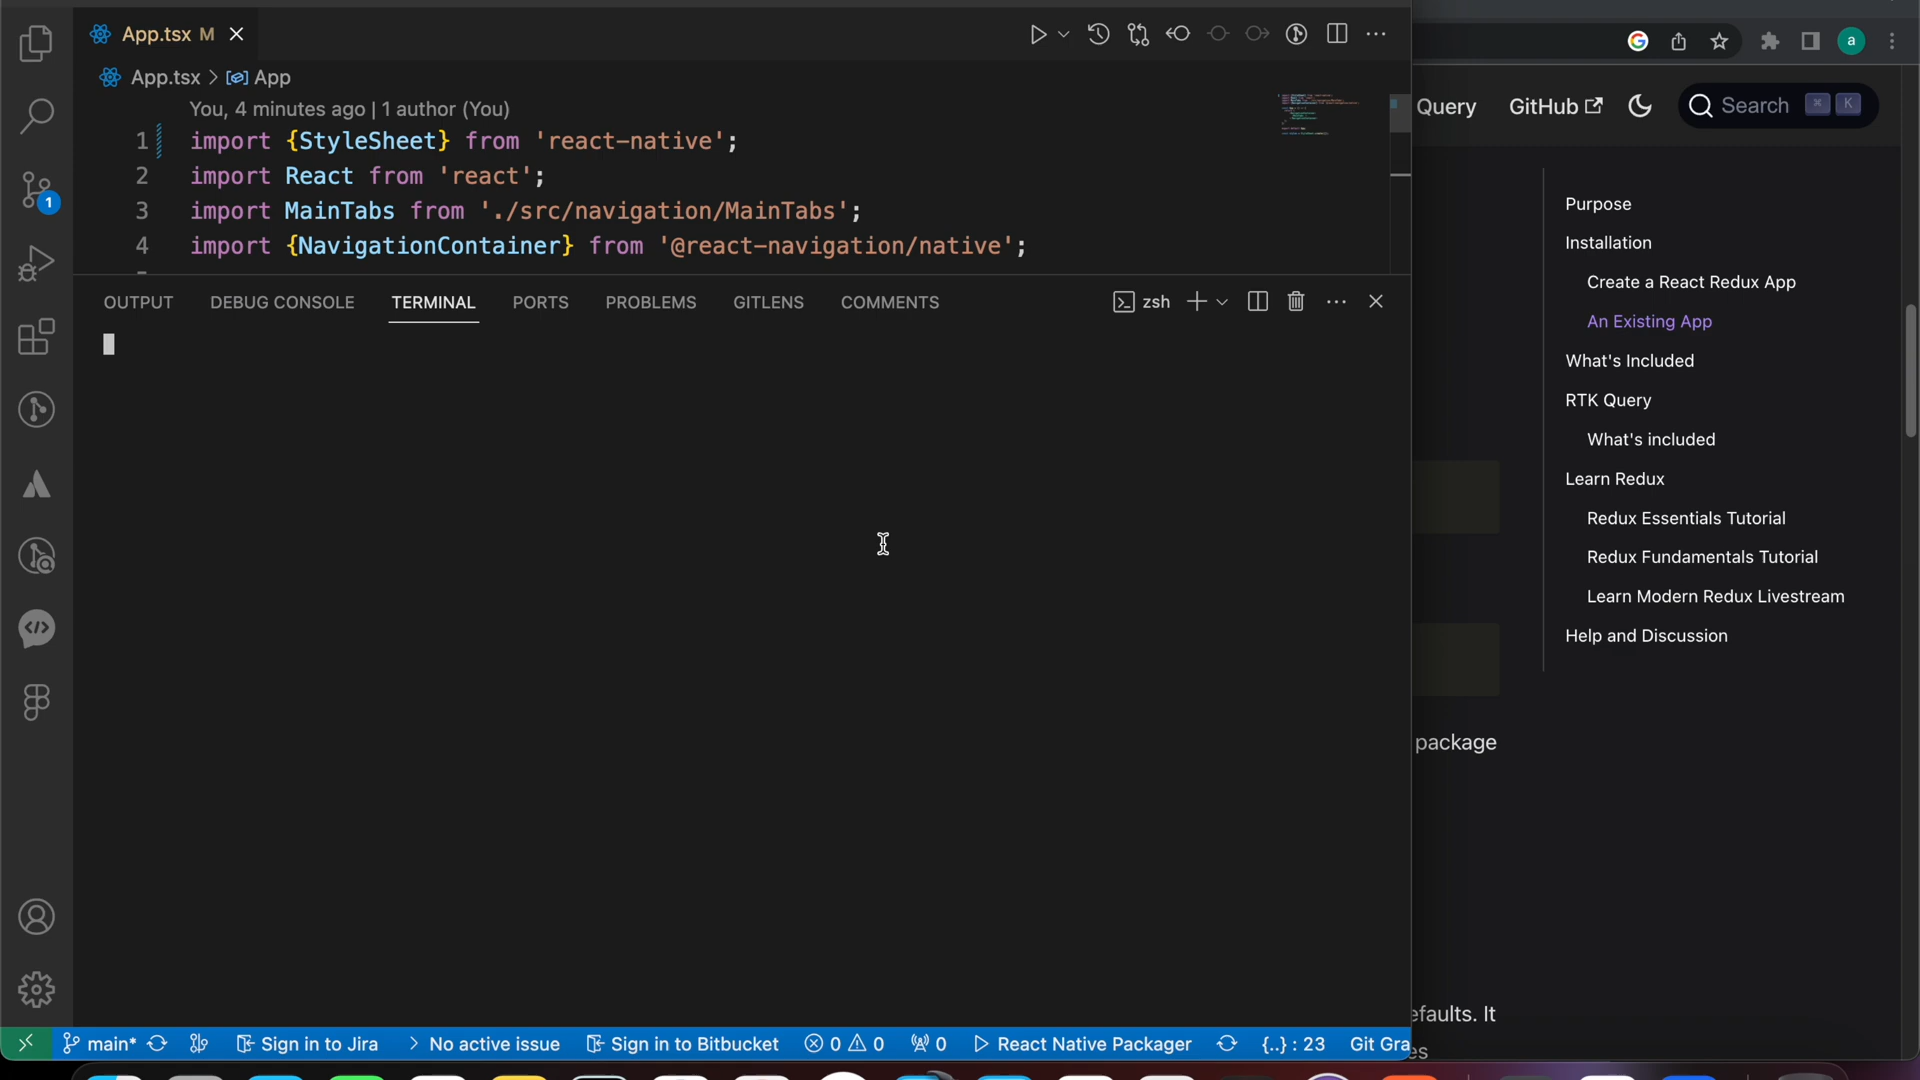 App.tsx M
App.tsx > App
You, 4 minutes ago | 1 author (You)
1 import {StyleSheet} from 'react-native';
2 import React from 'react';
3 import MainTabs from './src/navigation/MainTabs';
4 import {NavigationContainer} from '@react-navigation/native';
OUTPUT DEBUG CONSOLE TERMINAL PORTS PROBLEMS GITLENS COMMENTS zsh
1
main* Sign in to Jira No active issue Sign in to Bitbucket 0 0 0 React Native Packager {..} : 23 Git Gra
a
Query GitHub Search ⌘ K
Purpose
Installation
Create a React Redux App
An Existing App
What's Included
RTK Query
What's included
Learn Redux
Redux Essentials Tutorial
Redux Fundamentals Tutorial
Learn Modern Redux Livestream
Help and Discussion
package
efaults. It
es